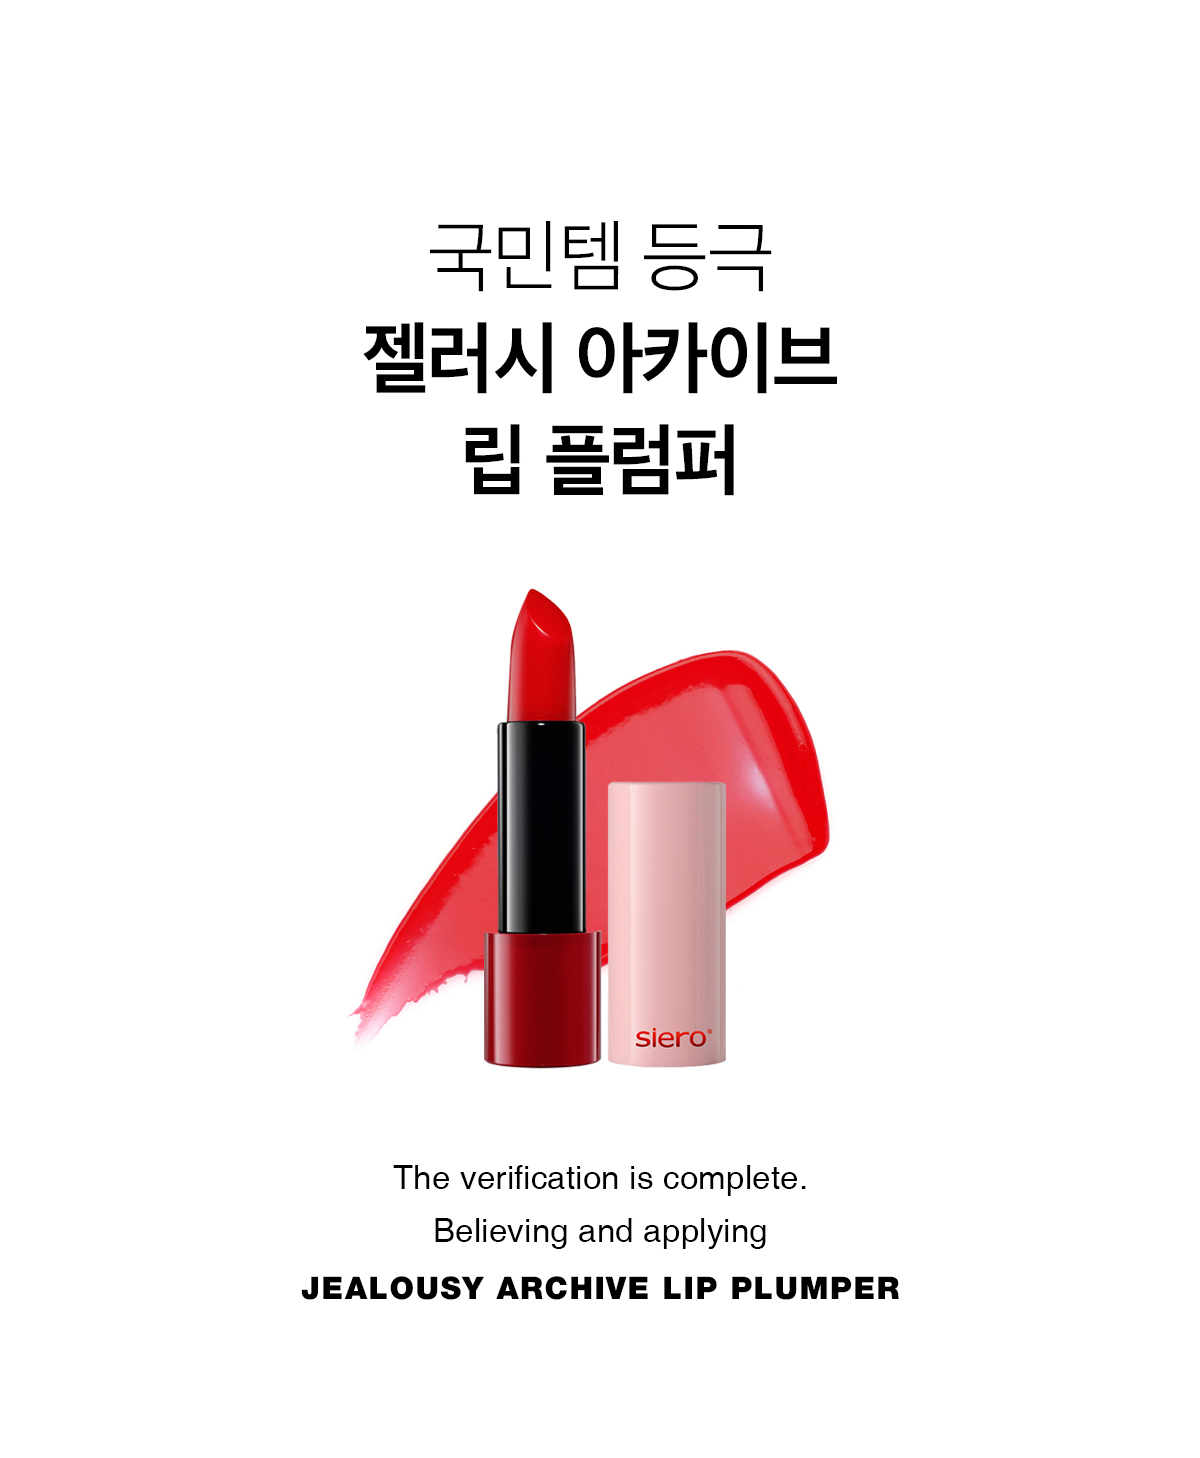 국민템 등극
젤러시 아카이브
립 플럼퍼
siero®
The verification is complete.
Believing and applying
JEALOUSY ARCHIVE LIP PLUMPER